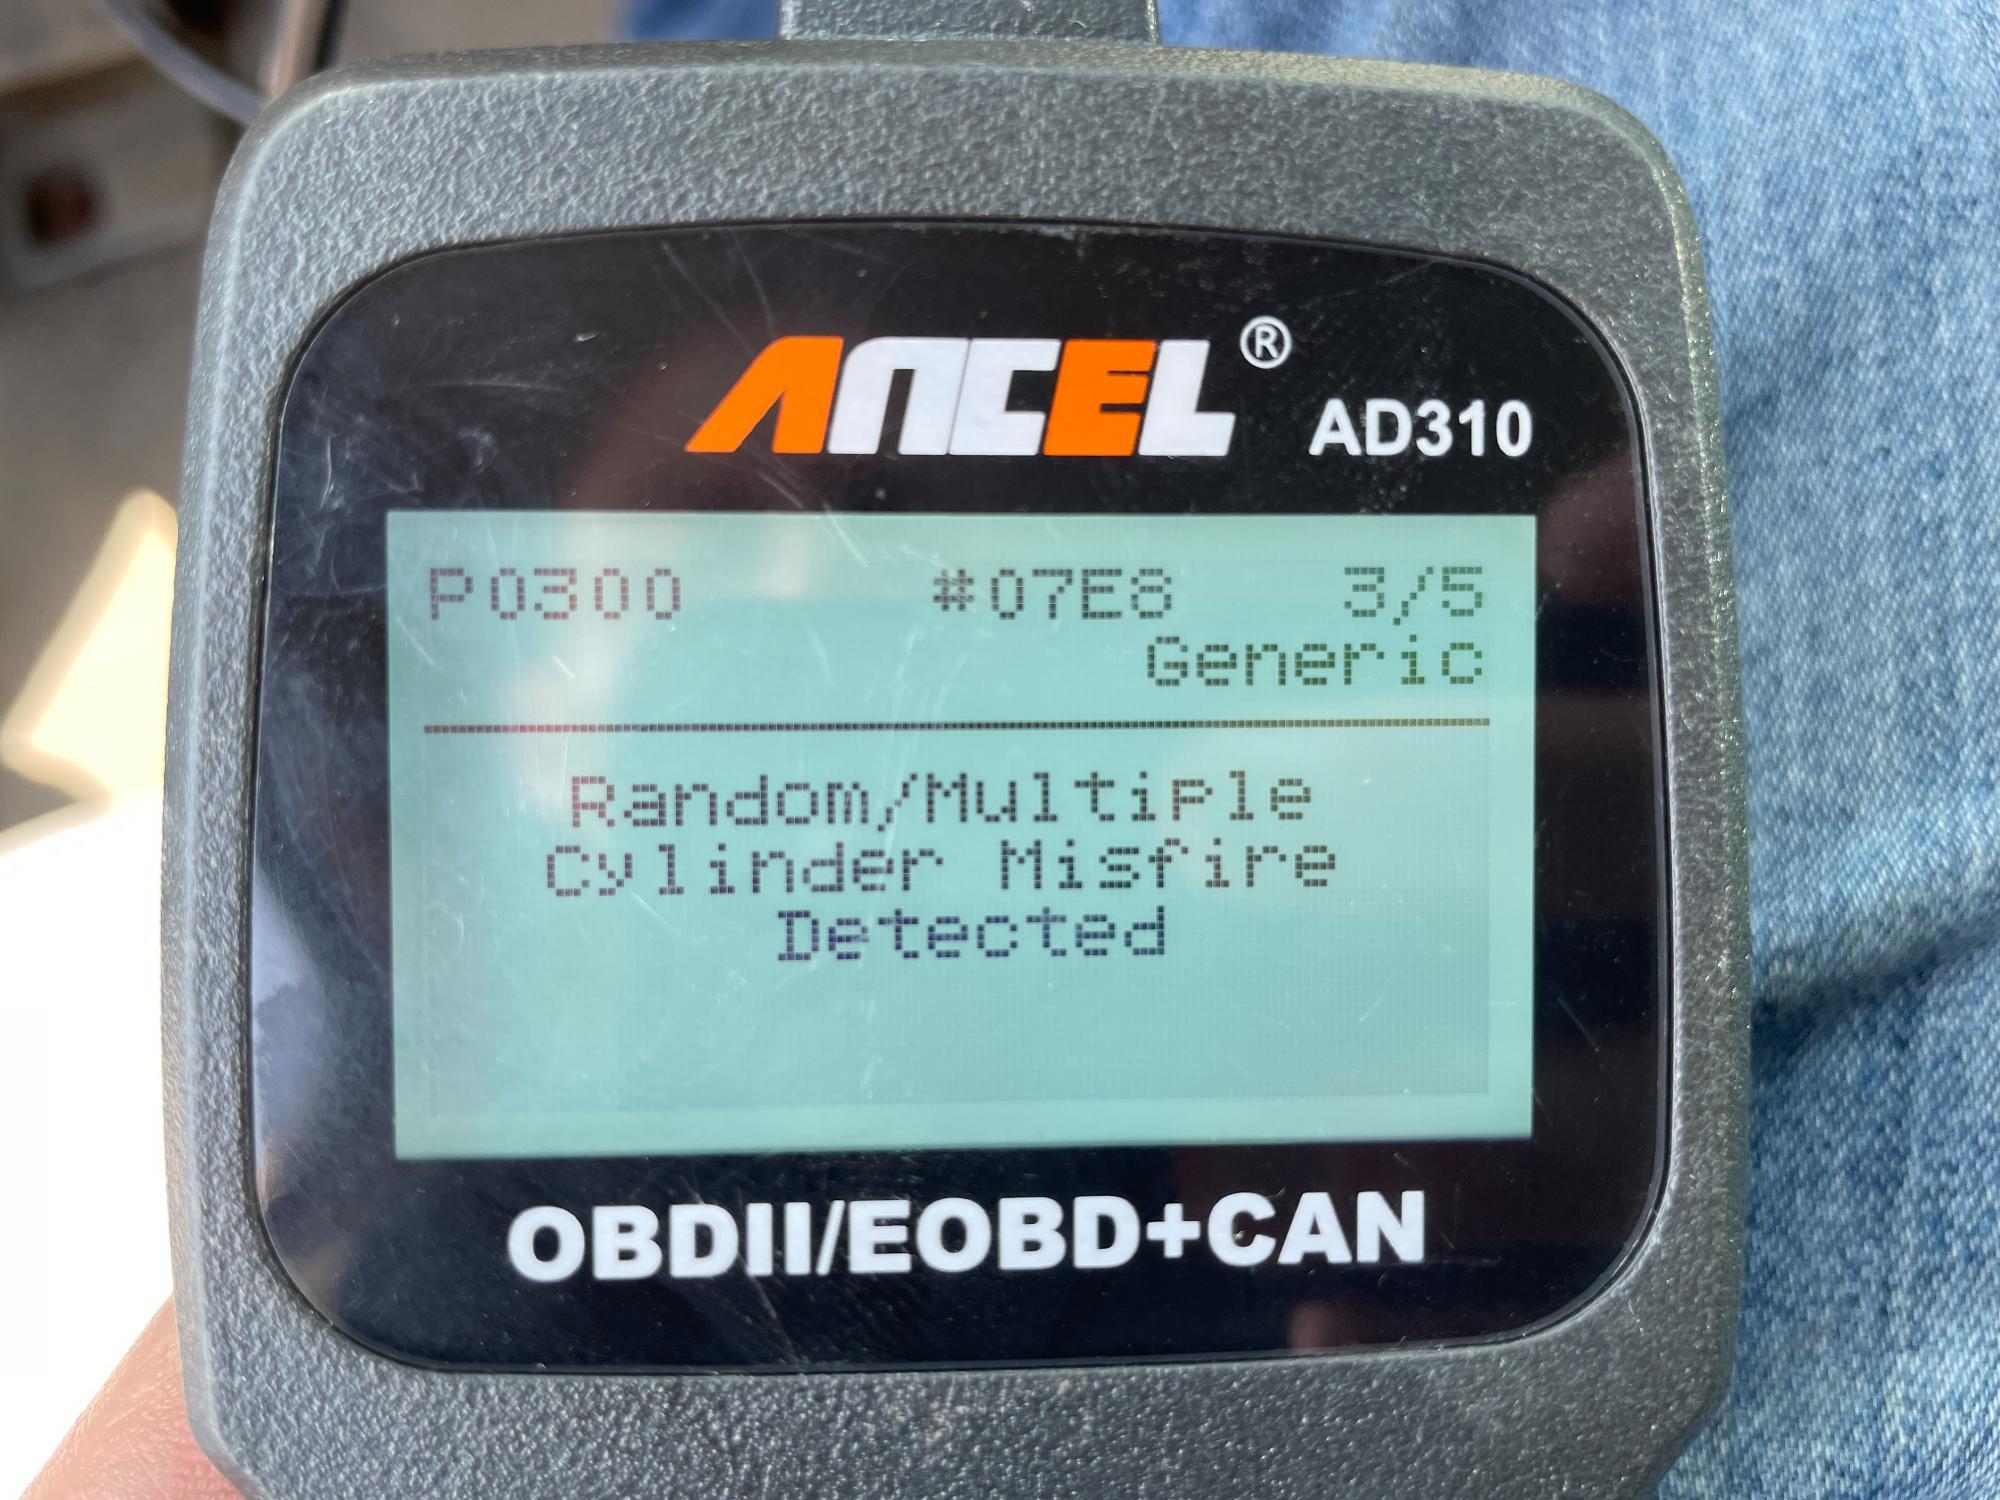 ANCEL® AD310
P0300 #07E8 3/5
Generic
Random/Multiple
Cylinder Misfire
Detected
OBDII/EOBD+CAN